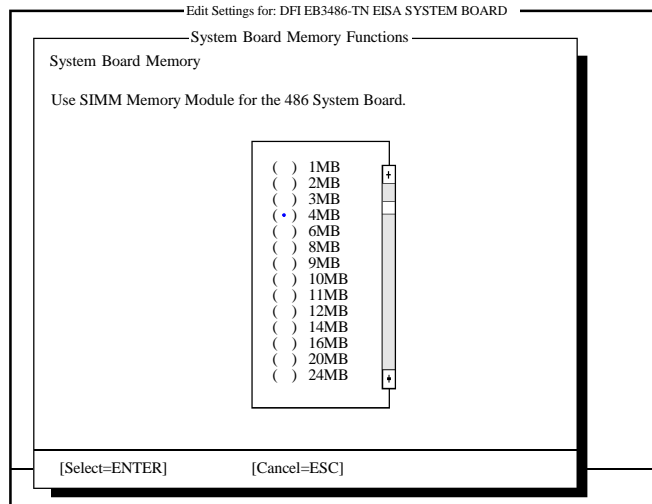 Edit Settings for: DFI EB3486-TN EISA SYSTEM BOARD
System Board Memory Functions
System Board Memory
Use SIMM Memory Module for the 486 System Board.
( ) 1MB
( ) 2MB
( ) 3MB
(•) 4MB
( ) 6MB
( ) 8MB
( ) 9MB
( ) 10MB
( ) 11MB
( ) 12MB
( ) 14MB
( ) 16MB
( ) 20MB
( ) 24MB
[Select=ENTER] [Cancel=ESC]